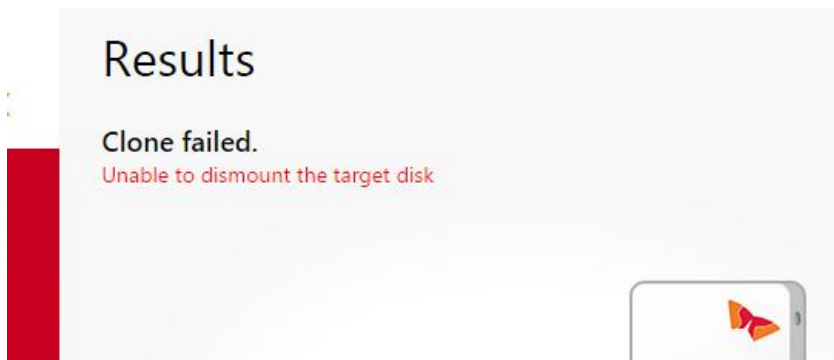 Results
Clone failed.
Unable to dismount the target disk